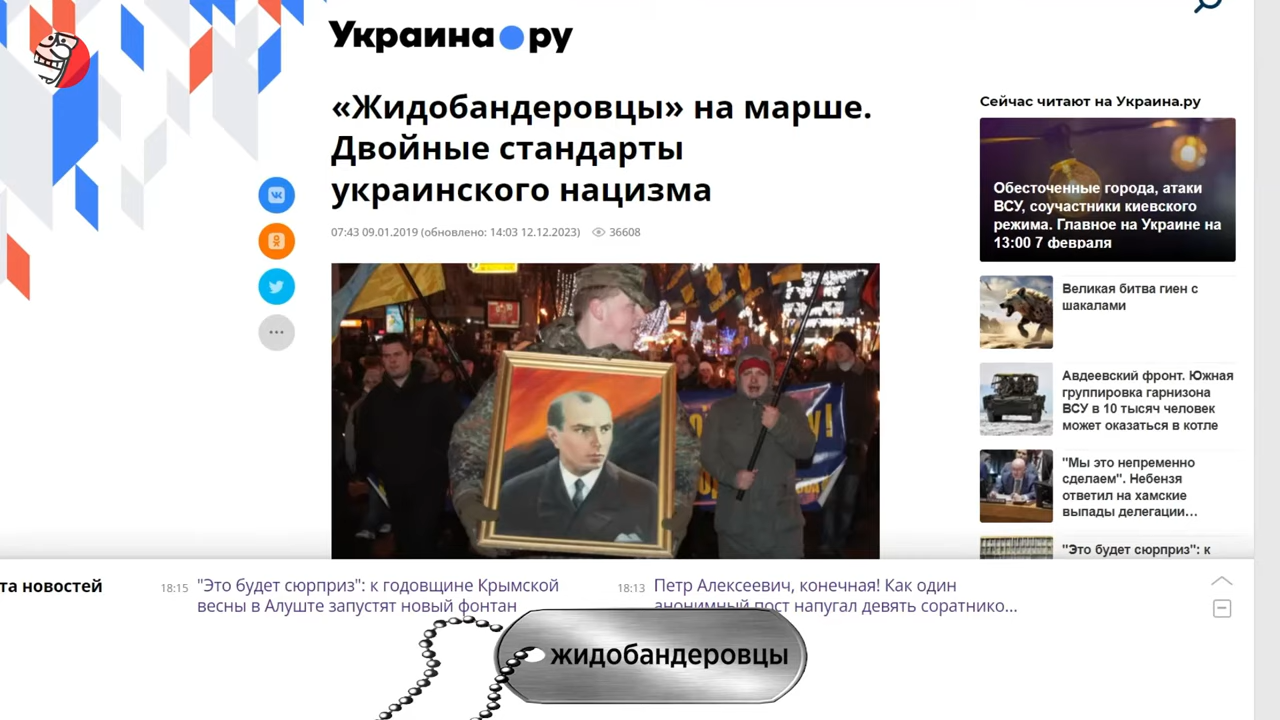 Украина.ру
«Жидобандеровцы» на марше.
Двойные стандарты
украинского нацизма
07:43 09.01.2019 (обновлено: 14:03 12.12.2023) 36608
Сейчас читают на Украина.ру
Обесточенные города, атаки
ВСУ, соучастники киевского
режима. Главное на Украине на
13:00 7 февраля
Великая битва гиен с
шакалами
Авдеевский фронт. Южная
группировка гарнизона
ВСУ в 10 тысяч человек
может оказаться в котле
"Мы это непременно
сделаем". Небензя
ответил на хамские
выпады делегации...
"Это будет сюрприз": к
та новостей
18:15 "Это будет сюрприз": к годовщине Крымской
весны в Алуште запустят новый фонтан
18:13 Петр Алексеевич, конечная! Как один
анонимный пост напугал девять соратнико...
жидобандеровцы